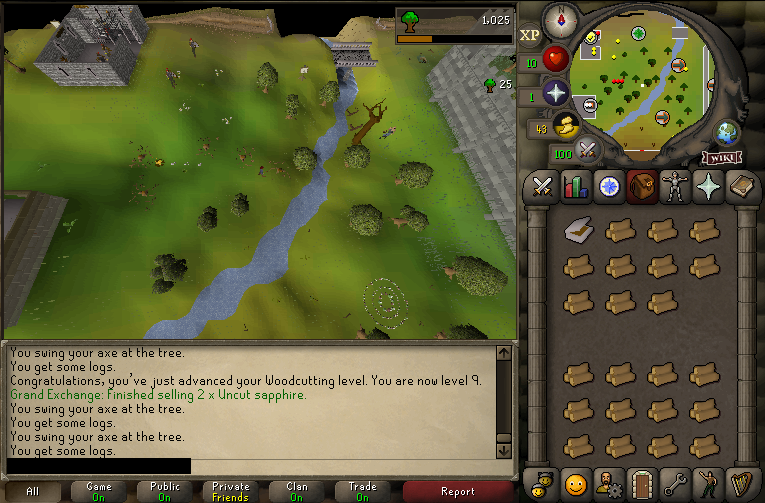 1,025
XP
10
25
1
43
100
WIKI
You swing your axe at the tree.
You get some logs.
Congratulations, you've just advanced your Woodcutting level. You are now level 9.
Grand Exchange: Finished selling 2 x Uncut sapphire.
You swing your axe at the tree.
You get some logs.
You swing your axe at the tree.
You get some logs.
All
Game
On
Public
On
Private
Friends
Clan
On
Trade
On
Report